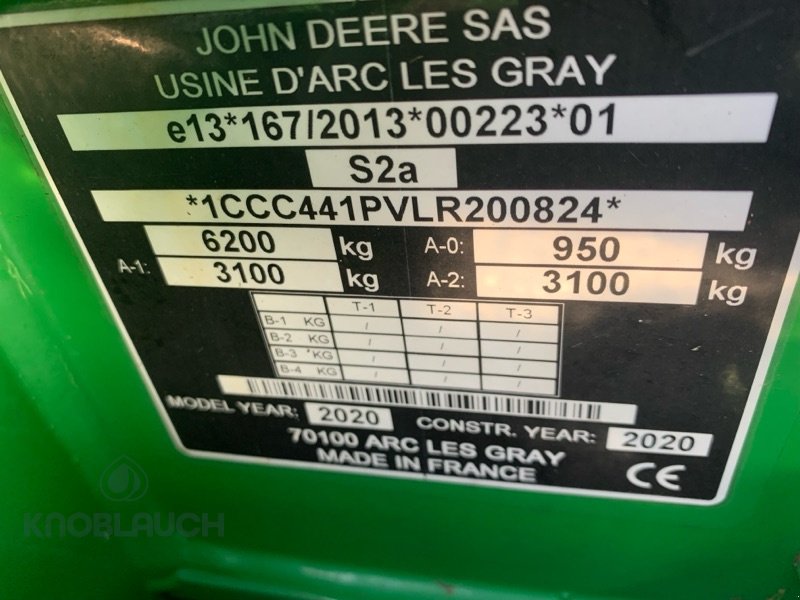 JOHN DEERE SAS
USINE D'ARC LES GRAY
e13*167/2013*00223*01
S2a
*1CCC441PVLR200824*
6200 kg A-0: 950 kg
A-1: 3100 kg A-2: 3100 kg
T-1 T-2 T-3
B-1 KG / / /
B-2 KG / / /
B-3 *KG / / /
B-4 KG / / /
MODEL YEAR: 2020 CONSTR. YEAR: 2020
70100 ARC LES GRAY
MADE IN FRANCE
CE
KNOBLAUCH